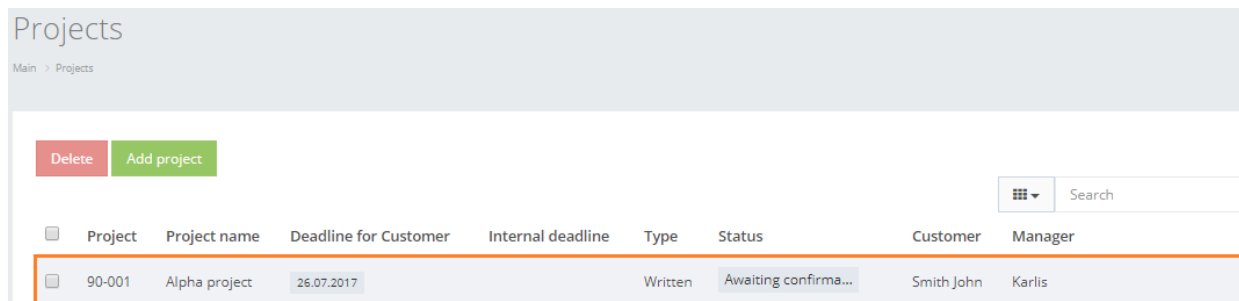 Projects
Main > Projects
Delete Add project
Search
Project Project name Deadline for Customer Internal deadline Type Status Customer Manager
90-001 Alpha project 26.07.2017 Written Awaiting confirma... Smith John Karlis